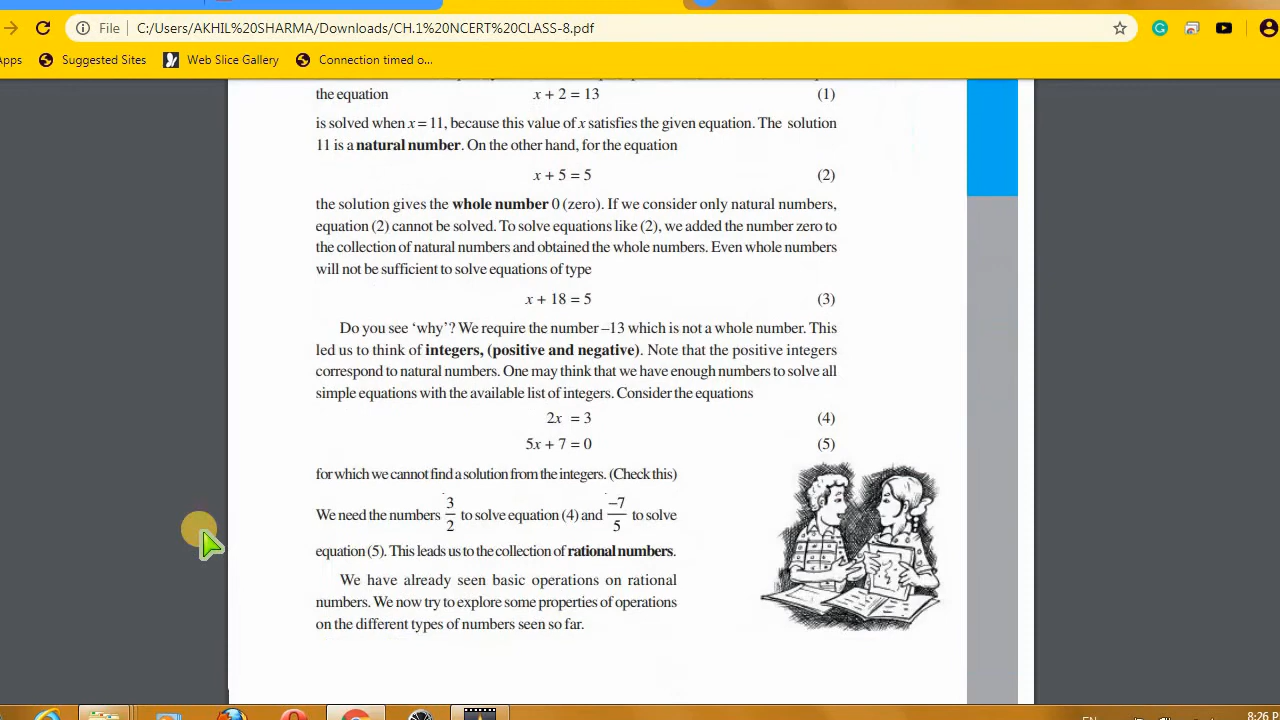 File C:/Users/AKHIL%20SHARMA/Downloads/CH.1%20NCERT%20CLASS-8.pdf
Apps Suggested Sites Web Slice Gallery Connection timed o...
the equation x + 2 = 13 (1)
is solved when x = 11, because this value of x satisfies the given equation. The solution
11 is a natural number. On the other hand, for the equation
x + 5 = 5 (2)
the solution gives the whole number 0 (zero). If we consider only natural numbers,
equation (2) cannot be solved. To solve equations like (2), we added the number zero to
the collection of natural numbers and obtained the whole numbers. Even whole numbers
will not be sufficient to solve equations of type
x + 18 = 5 (3)
Do you see ‘why’? We require the number –13 which is not a whole number. This
led us to think of integers, (positive and negative). Note that the positive integers
correspond to natural numbers. One may think that we have enough numbers to solve all
simple equations with the available list of integers. Consider the equations
2x = 3 (4)
5x + 7 = 0 (5)
for which we cannot find a solution from the integers. (Check this)
We need the numbers 3/2 to solve equation (4) and –7/5 to solve
equation (5). This leads us to the collection of rational numbers.
We have already seen basic operations on rational
numbers. We now try to explore some properties of operations
on the different types of numbers seen so far.
8:26 P